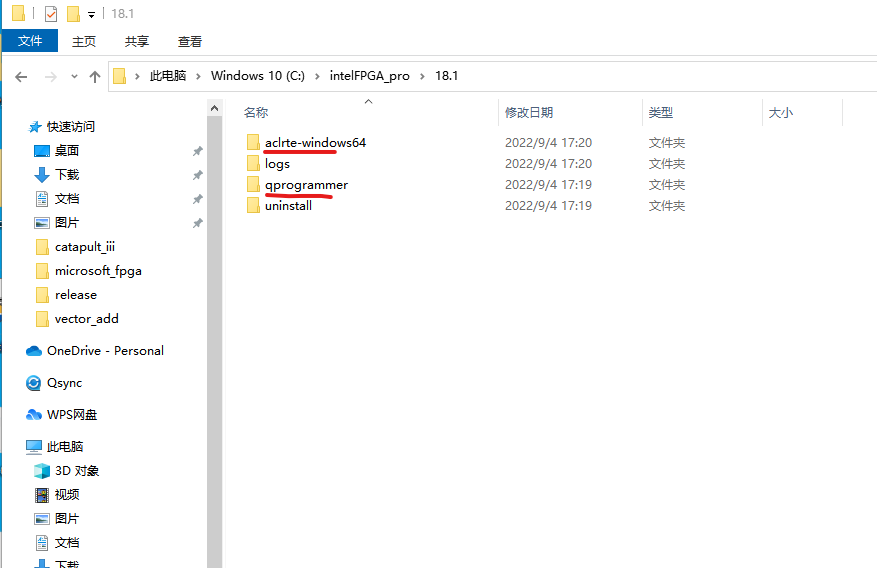 18.1
文件 主页 共享 查看
此电脑 › Windows 10 (C:) › intelFPGA_pro › 18.1
名称 修改日期 类型 大小
快速访问
桌面
下载
文档
图片
catapult_iii
microsoft_fpga
release
vector_add
OneDrive - Personal
Qsync
WPS网盘
此电脑
3D 对象
视频
图片
文档
下载
aclrte-windows64 2022/9/4 17:20 文件夹
logs 2022/9/4 17:20 文件夹
qprogrammer 2022/9/4 17:19 文件夹
uninstall 2022/9/4 17:19 文件夹